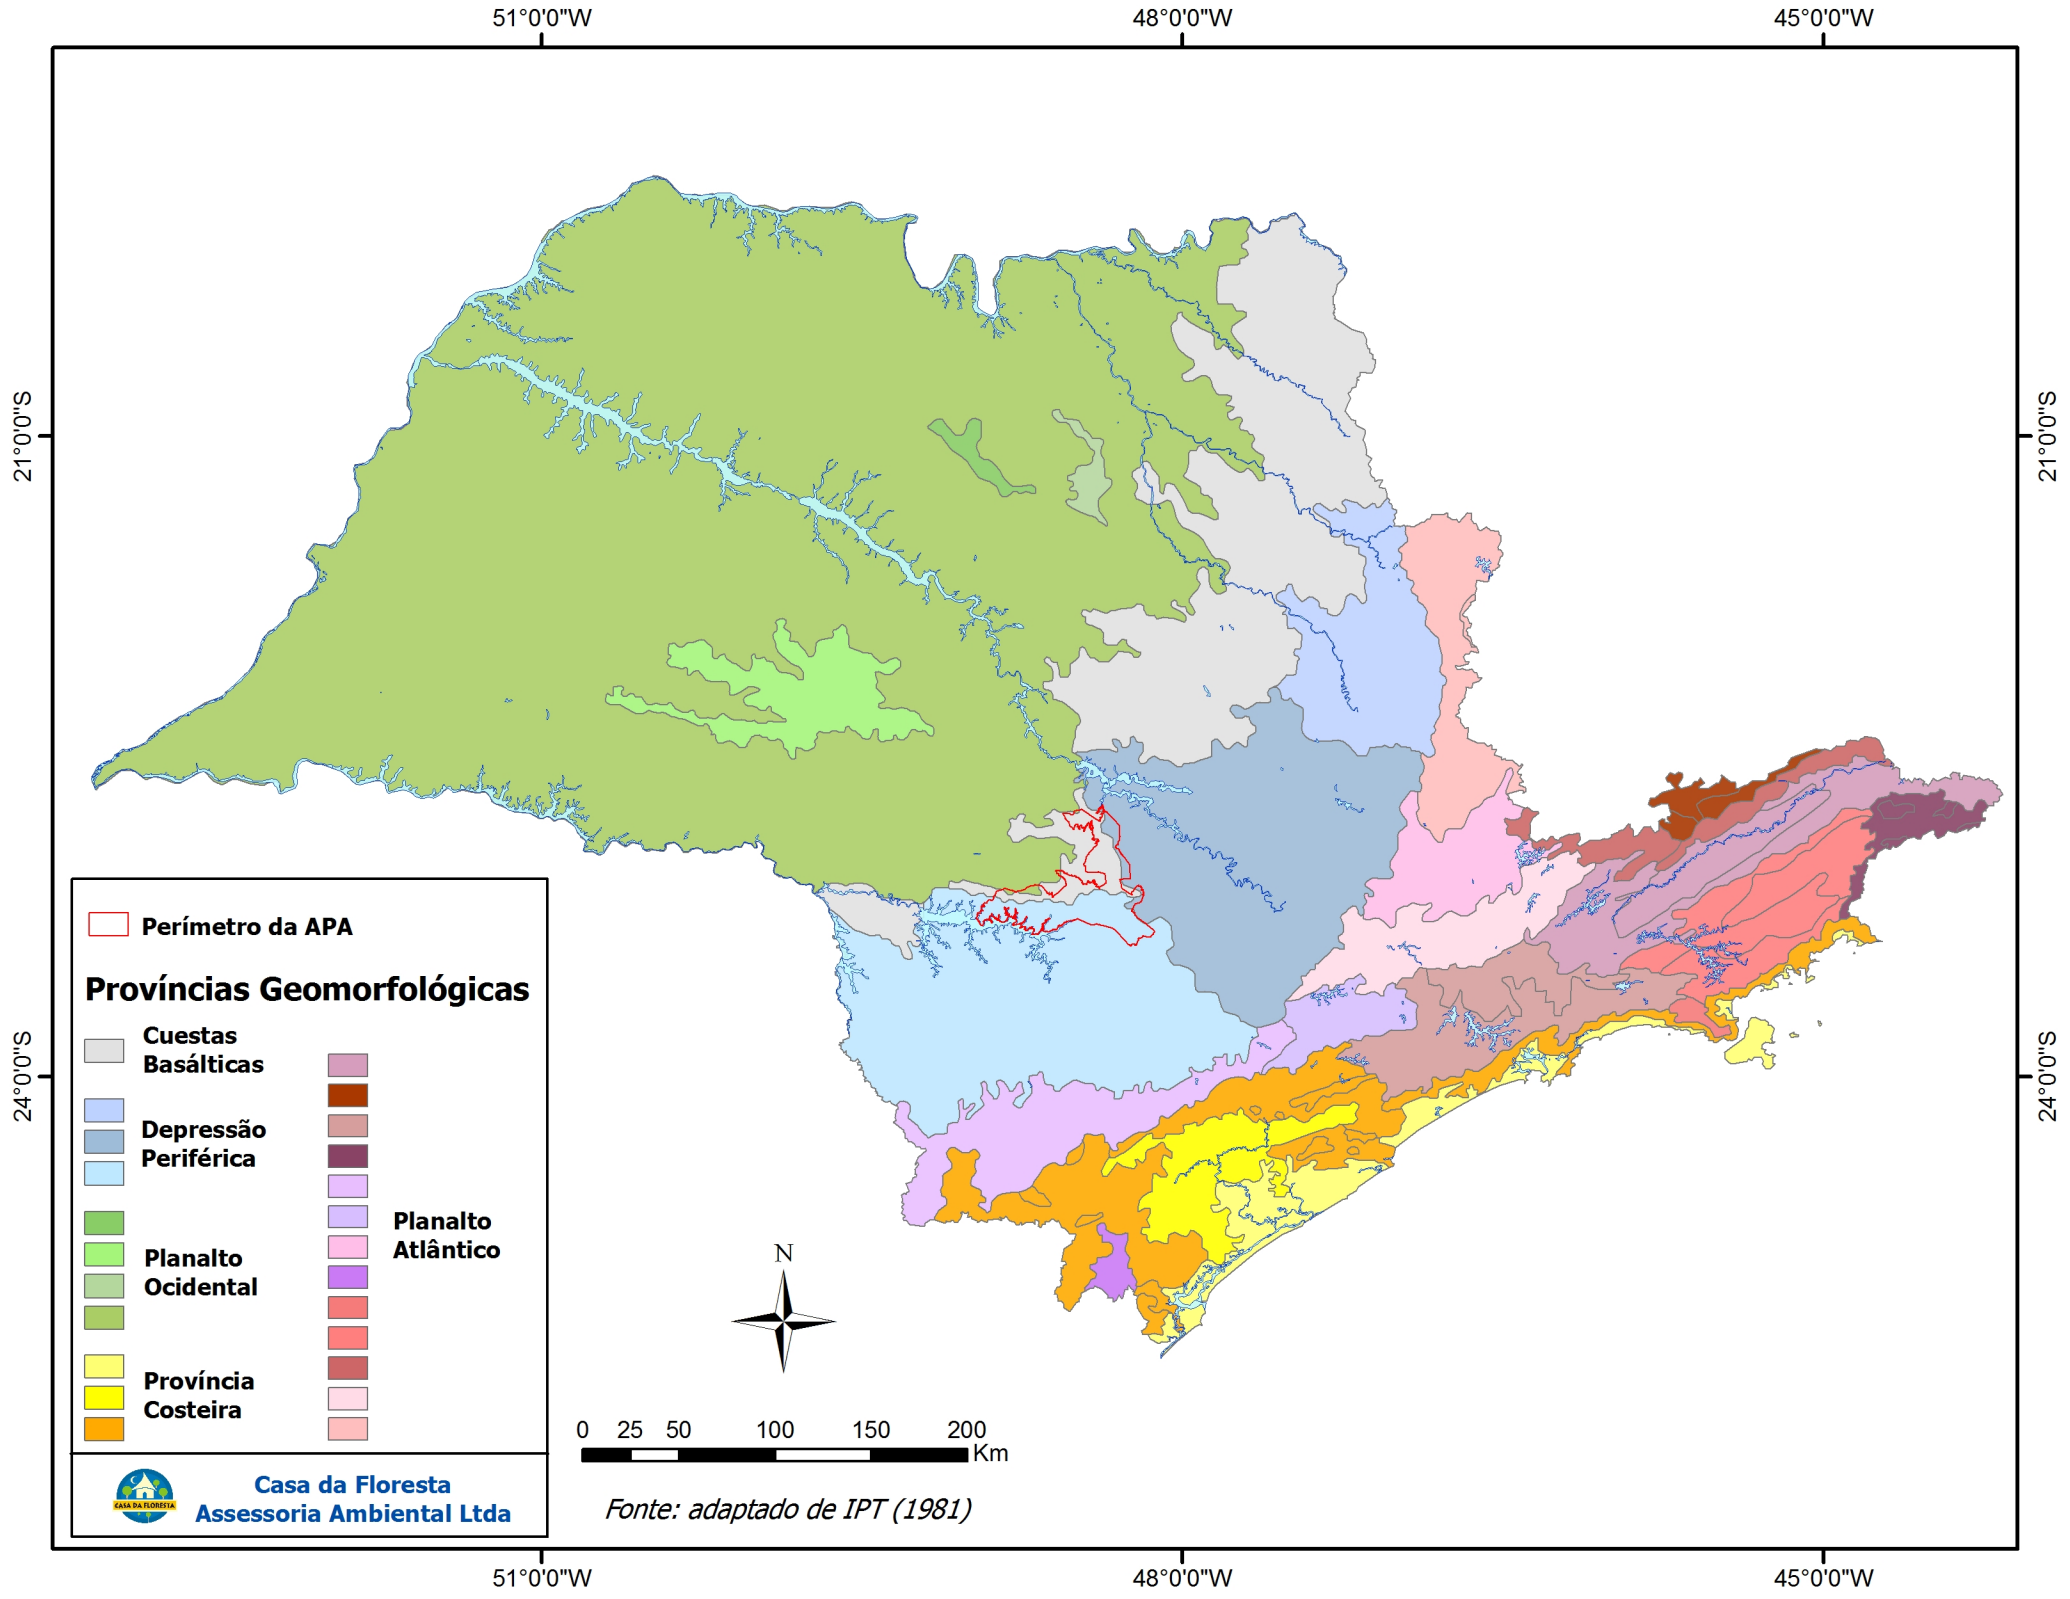 51°0'0"W
48°0'0"W
45°0'0"W
21°0'0"S
21°0'0"S
24°0'0"S
24°0'0"S
Perímetro da APA
Províncias Geomorfológicas
Cuestas
Basálticas
Depressão
Periférica
Planalto
Ocidental
Província
Costeira
Planalto
Atlântico
CASA DA FLORESTA
Casa da Floresta
Assessoria Ambiental Ltda
N
0 25 50 100 150 200
Km
Fonte: adaptado de IPT (1981)
51°0'0"W
48°0'0"W
45°0'0"W